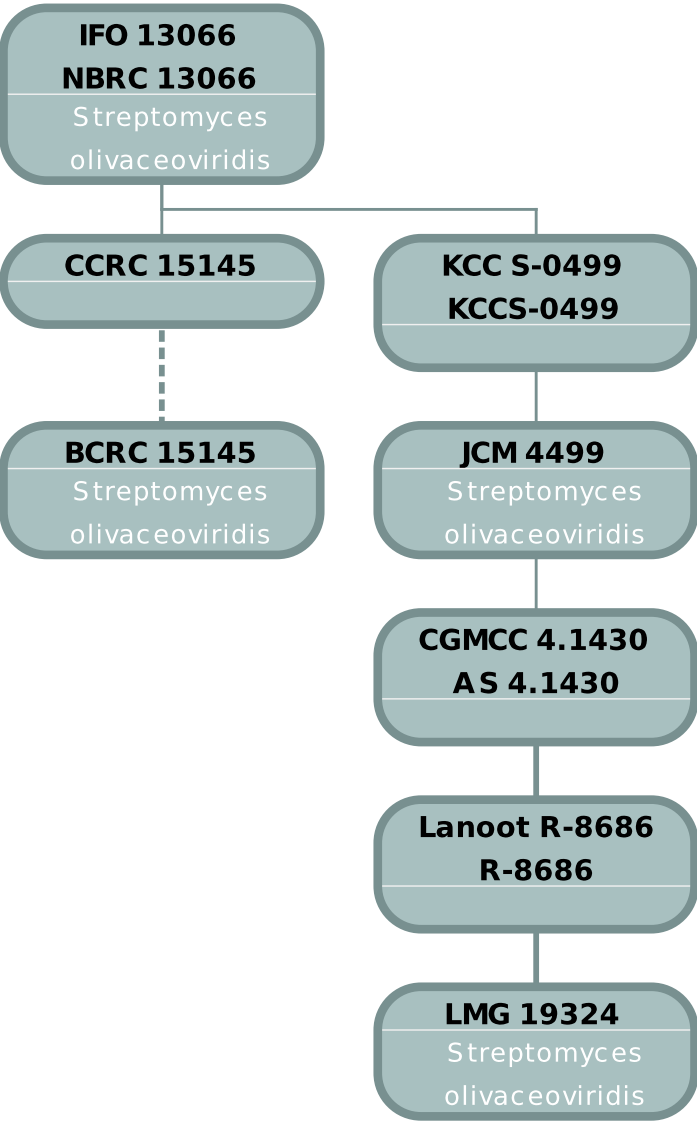 IFO 13066
NBRC 13066
Streptomyces
olivaceoviridis
CCRC 15145
KCC S-0499
KCCS-0499
BCRC 15145
Streptomyces
olivaceoviridis
JCM 4499
Streptomyces
olivaceoviridis
CGMCC 4.1430
AS 4.1430
Lanoot R-8686
R-8686
LMG 19324
Streptomyces
olivaceoviridis